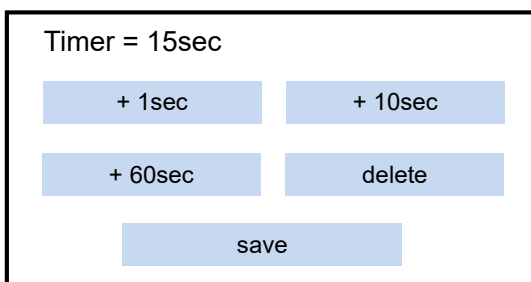 Timer = 15sec
+ 1sec
+ 10sec
+ 60sec
delete
save